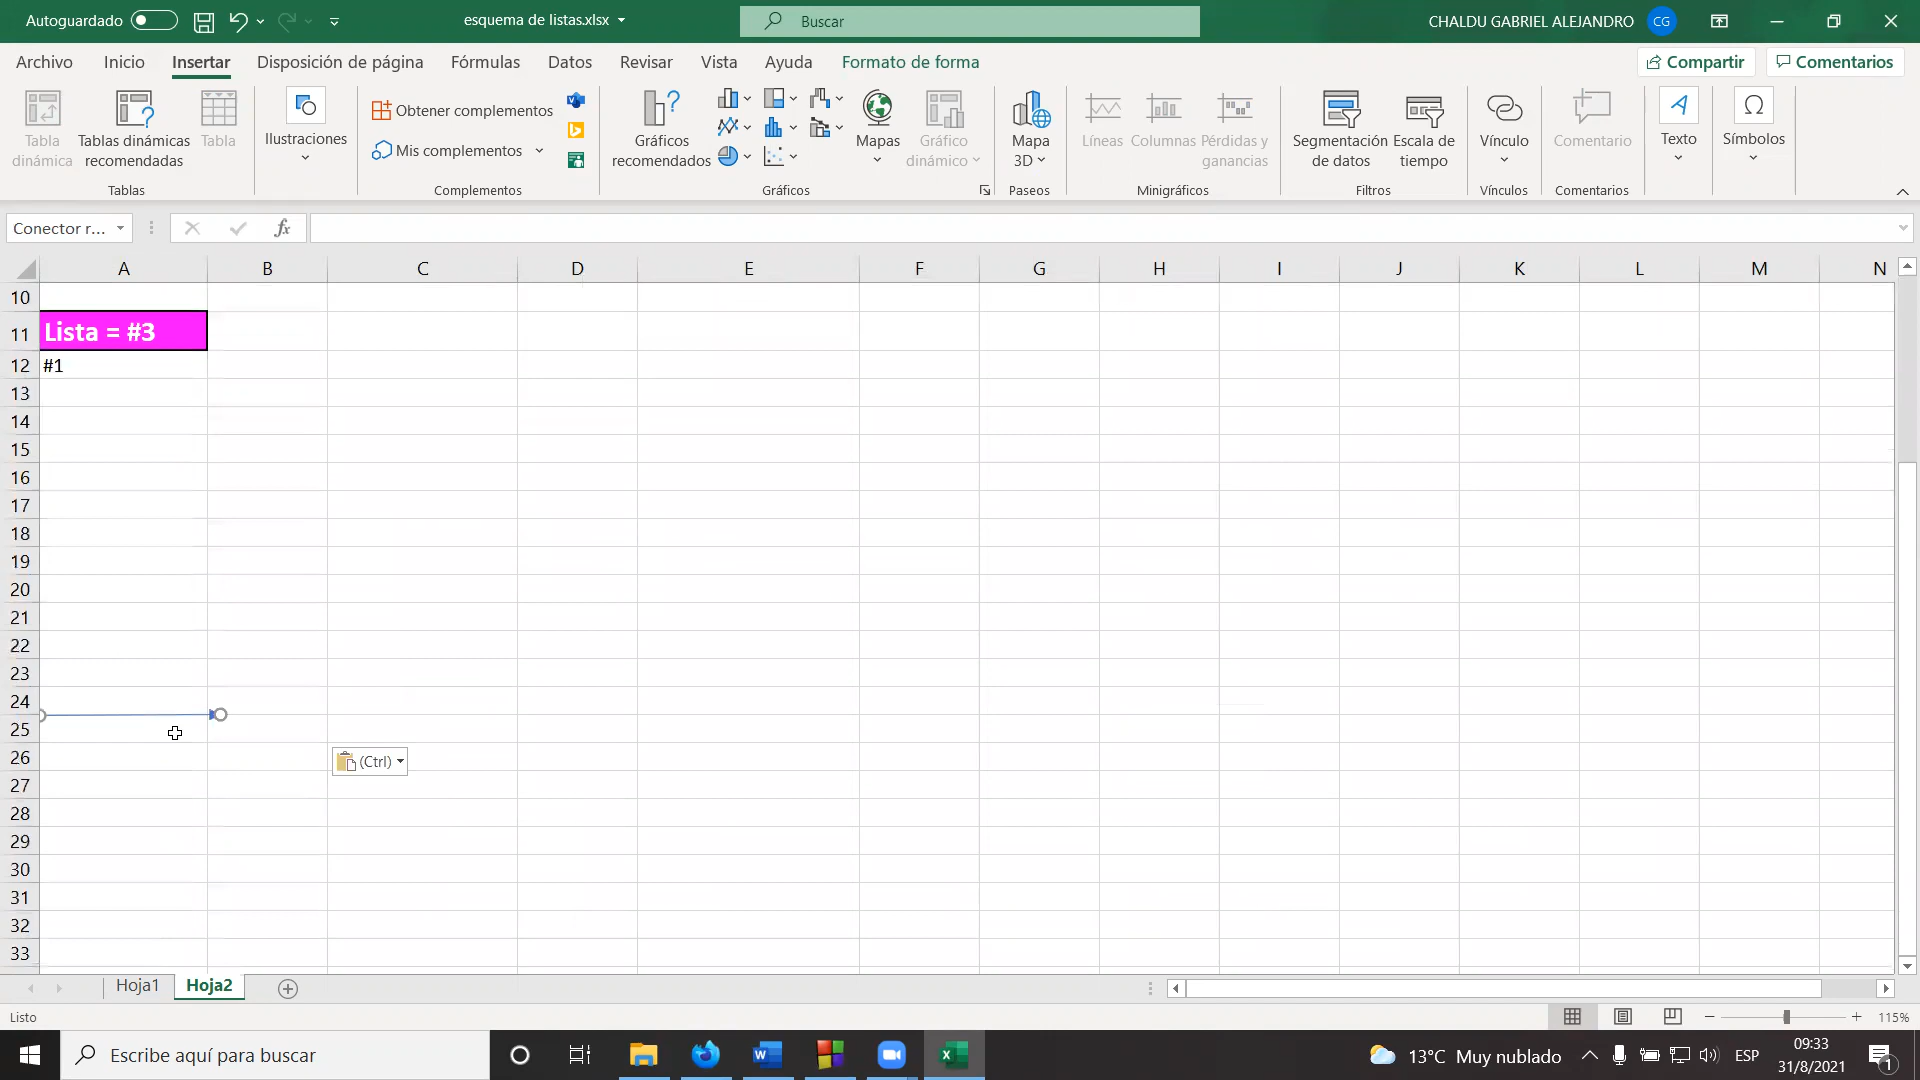 Autoguardado
esquema de listas.xlsx
Buscar
CHALDU GABRIEL ALEJANDRO
CG
Archivo Inicio Insertar Disposición de página Fórmulas Datos Revisar Vista Ayuda Formato de forma
Compartir Comentarios
Tabla dinámica
Tablas dinámicas recomendadas
Tabla
Tablas
Ilustraciones
Obtener complementos
Mis complementos
Complementos
Gráficos recomendados
Mapas
Gráfico dinámico
Gráficos
Mapa 3D
Paseos
Líneas
Columnas
Pérdidas y ganancias
Minigráficos
Segmentación de datos
Escala de tiempo
Filtros
Vínculo
Vínculos
Comentario
Comentarios
Texto
Símbolos
Conector r...
fx
A B C D E F G H I J K L M N
10
11 Lista = #3
12 #1
13
14
15
16
17
18
19
20
21
22
23
24
25
26 (Ctrl)
27
28
29
30
31
32
33
Hoja1 Hoja2
Listo
115%
Escribe aquí para buscar
13°C Muy nublado
ESP
09:33
31/8/2021
1